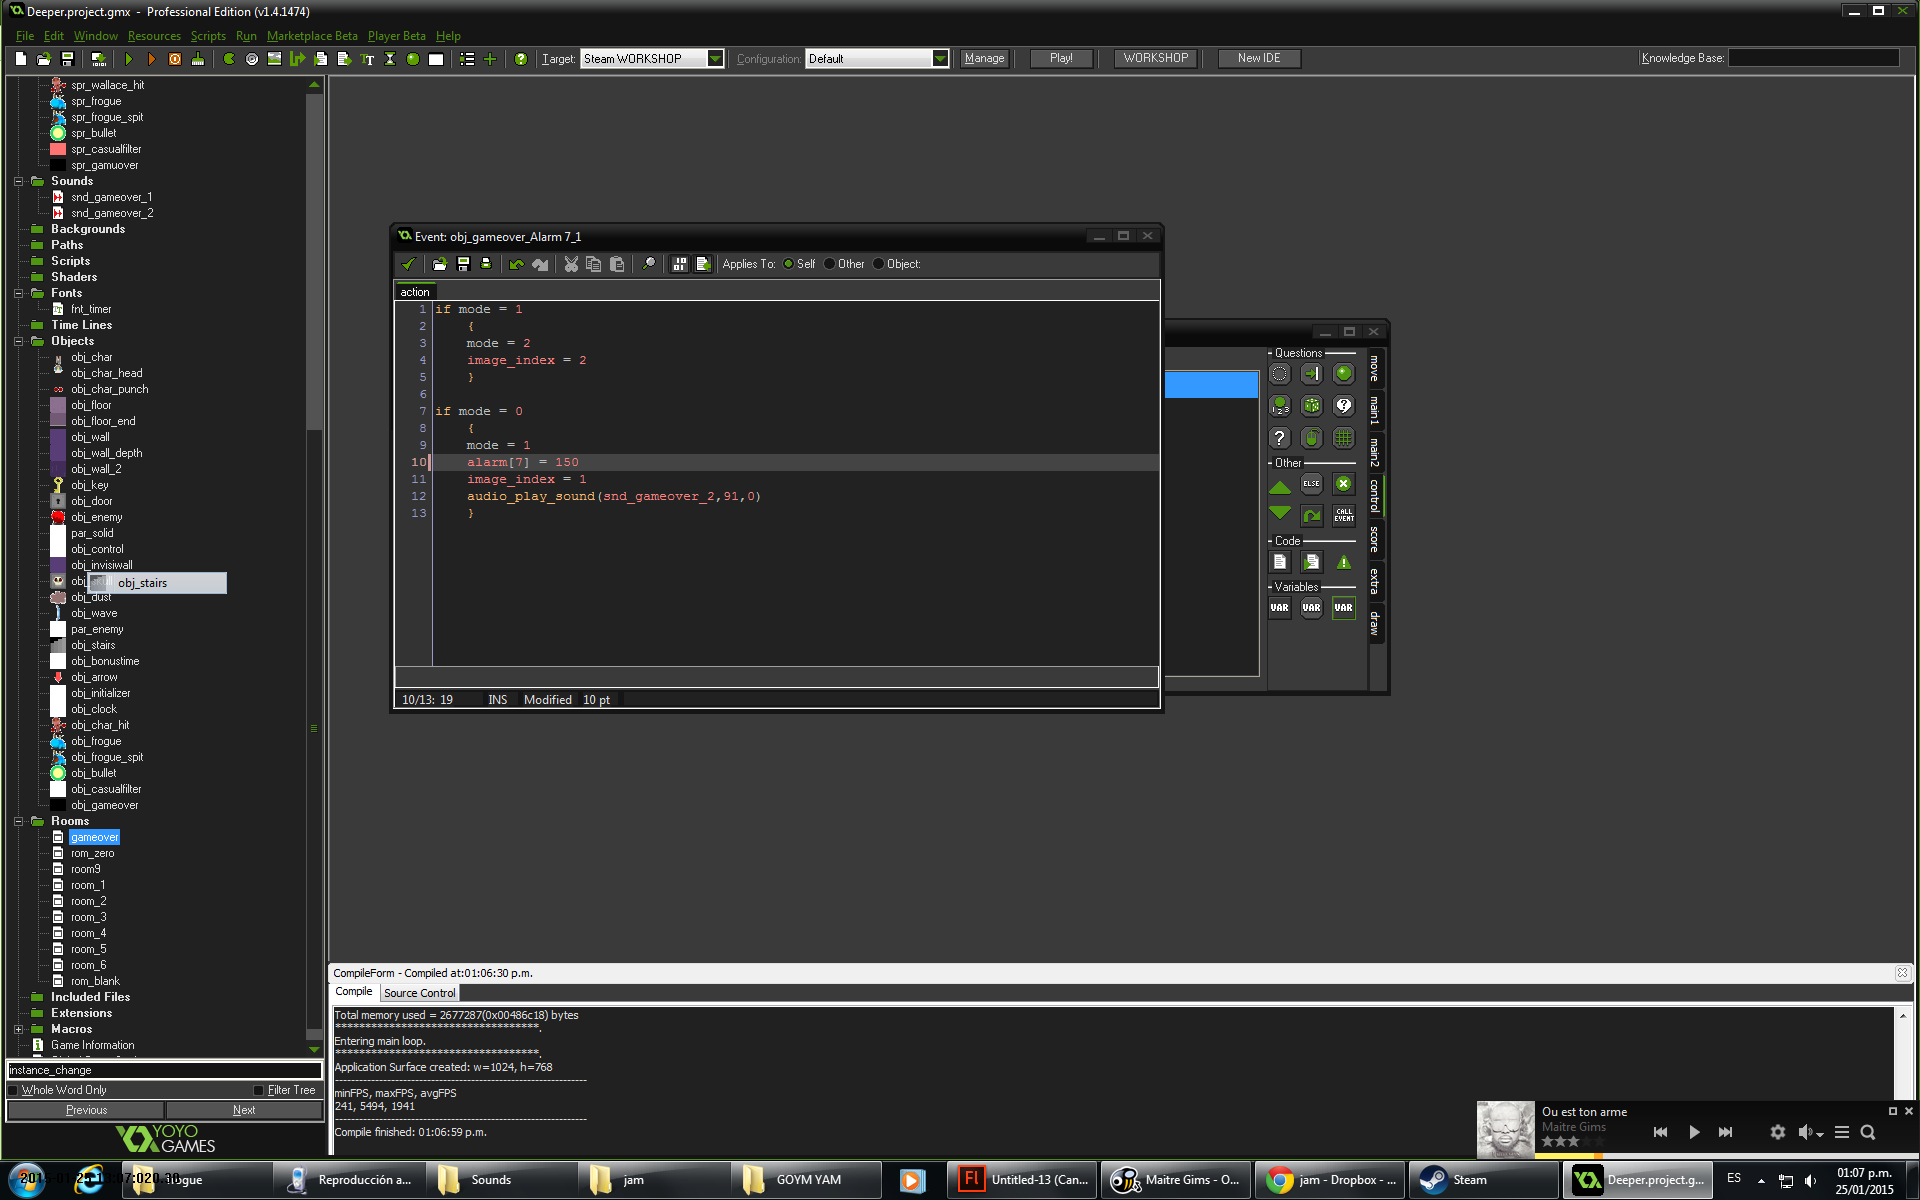 Deeper.project.gmx - Professional Edition (v1.4.1474)
File Edit Window Resources Scripts Run Marketplace Beta Player Beta Help
Target: Steam WORKSHOP Configuration: Default Manage Play! WORKSHOP New IDE Knowledge Base:
spr_wallace_hit
spr_frogue
spr_frogue_spit
spr_bullet
spr_casualfilter
spr_gamuover
Sounds
snd_gameover_1
snd_gameover_2
Backgrounds
Paths
Scripts
Shaders
Fonts
fnt_timer
Time Lines
Objects
obj_char
obj_char_head
obj_char_punch
obj_floor
obj_floor_end
obj_wall
obj_wall_depth
obj_wall_2
obj_key
obj_door
obj_enemy
par_solid
obj_control
obj_invisiwall
obj_stairs
obj_dust
obj_wave
par_enemy
obj_stairs
obj_bonustime
obj_arrow
obj_initializer
obj_clock
obj_char_hit
obj_frogue
obj_frogue_spit
obj_bullet
obj_casualfilter
obj_gameover
Rooms
gameover
rom_zero
room9
room_1
room_2
room_3
room_4
room_5
room_6
rom_blank
Included Files
Extensions
Macros
Game Information
instance_change
Whole Word Only Filter Tree
Previous Next
YOYO
GAMES
Event: obj_gameover_Alarm 7_1
Applies To: Self Other Object:
action
1 if mode = 1
2 {
3 mode = 2
4 image_index = 2
5 }
6
7 if mode = 0
8 {
9 mode = 1
10 alarm[7] = 150
11 image_index = 1
12 audio_play_sound(snd_gameover_2,91,0)
13 }
10/13: 19 INS Modified 10 pt
Questions
1 2 3
?
Other
ELSE
CALL EVENT
Code
Variables
VAR VAR VAR
move
main1
main2
control
score
extra
draw
CompileForm - Compiled at:01:06:30 p.m.
Compile Source Control
Total memory used = 2677287(0x00486c18) bytes
**********************************.
Entering main loop.
**********************************.
Application Surface created: w=1024, h=768
minFPS, maxFPS, avgFPS
241, 5494, 1941
Compile finished: 01:06:59 p.m.
Ou est ton arme
Maitre Gims
Reproducción a...
Sounds
jam
GOYM YAM
Fl Untitled-13 (Can...
Maitre Gims - O...
jam - Dropbox - ...
Steam
Deeper.project.g...
ES
01:07 p.m.
25/01/2015